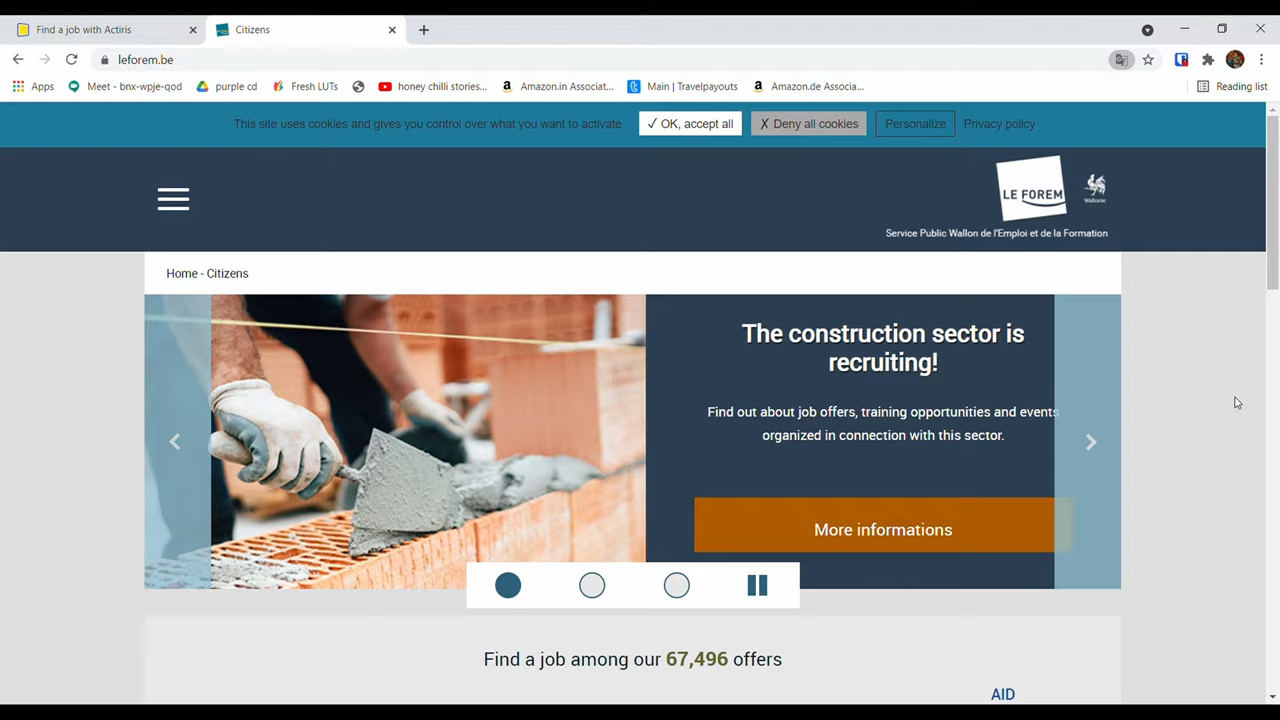 Find a job with Actiris
Citizens
leforem.be
Apps
Meet - bnx-wpje-qod
purple cd
Fresh LUTs
honey chilli stories...
Amazon.in Associat...
Main | Travelpayouts
Amazon.de Associa...
Reading list
This site uses cookies and gives you control over what you want to activate
✓ OK, accept all
✗ Deny all cookies
Personalize
Privacy policy
LE FOREM
Wallonie
Service Public Wallon de l'Emploi et de la Formation
Home - Citizens
The construction sector is
recruiting!
Find out about job offers, training opportunities and events
organized in connection with this sector.
More informations
Find a job among our 67,496 offers
AID